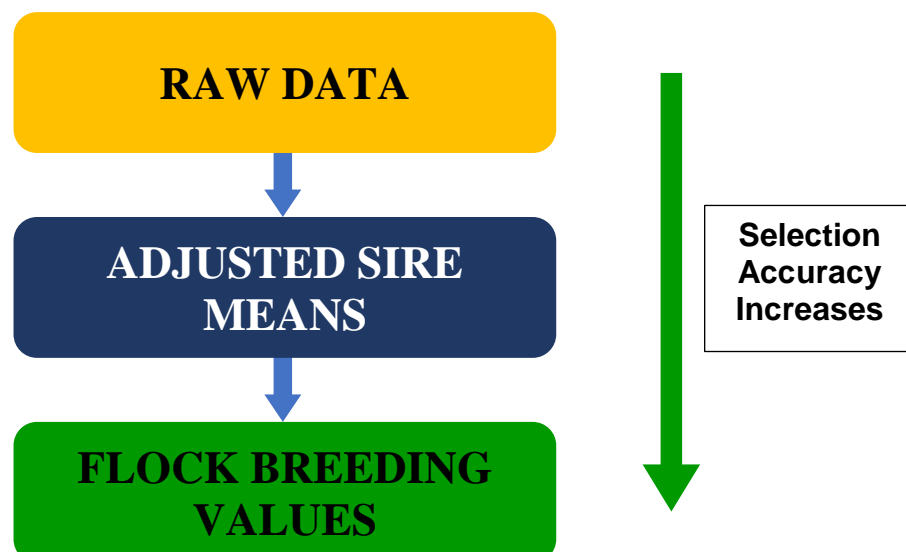 RAW DATA
ADJUSTED SIRE
MEANS
FLOCK BREEDING
VALUES
Selection
Accuracy
Increases